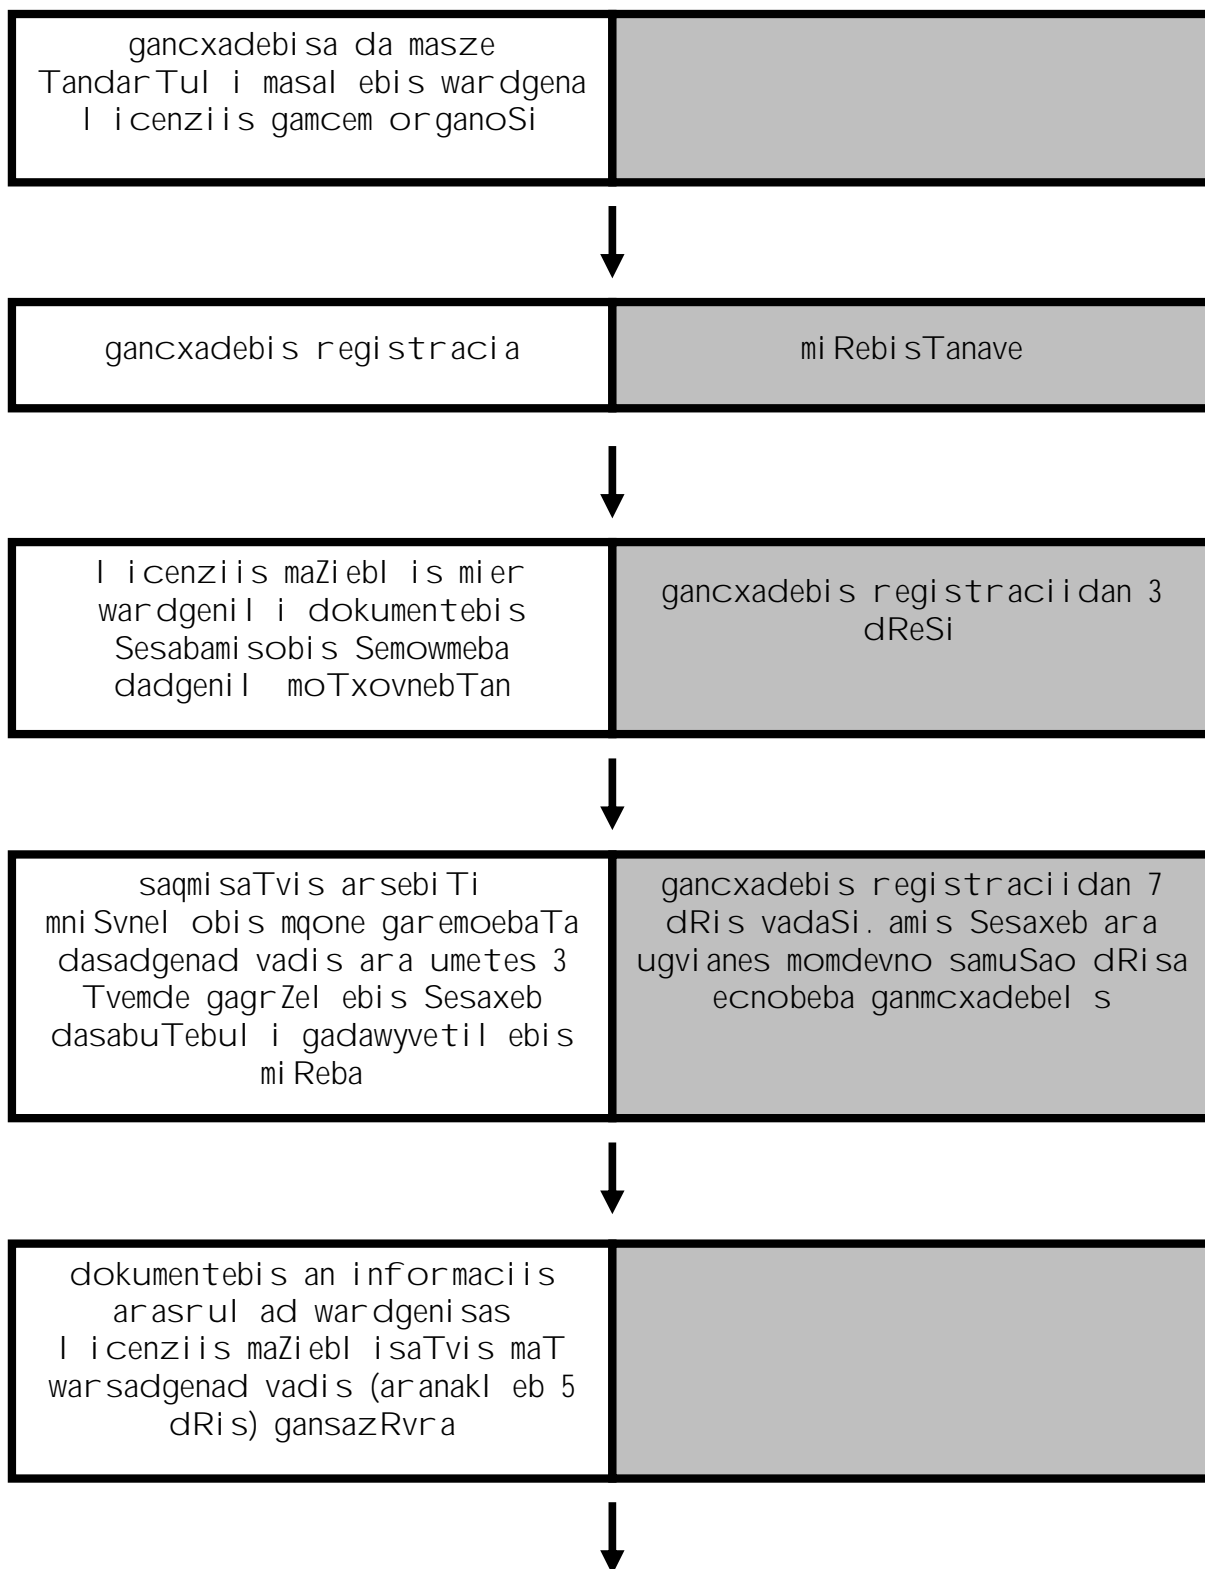 gancxadebisa da masze
TandarTuli masalebis wardgena
licenziis gamcem organoSi
gancxadebis registracia
miRebisTanave
licenziis maZieblis mier
wardgenili dokumentebis
Sesabamisobis Semowmeba
dadgenil moTxovnebTan
gancxadebis registraciidan 3
dReSi
saqmisaTvis arsebiTi
mniSvnelobis mqone garemoebaTa
dasadgenad vadis ara umetes 3
Tvemde gagrZelebis Sesaxeb
dasabuTebuli gadawyvetilebis
miReba
gancxadebis registraciidan 7
dRis vadaSi. amis Sesaxeb ara
ugvianes momdevno samuSao dRisa
ecnobeba ganmcxadebels
dokumentebis an informaciis
arasrulad wardgenisas
licenziis maZieblisaTvis maT
warsadgenad vadis (aranakleb 5
dRis) gansazRvra